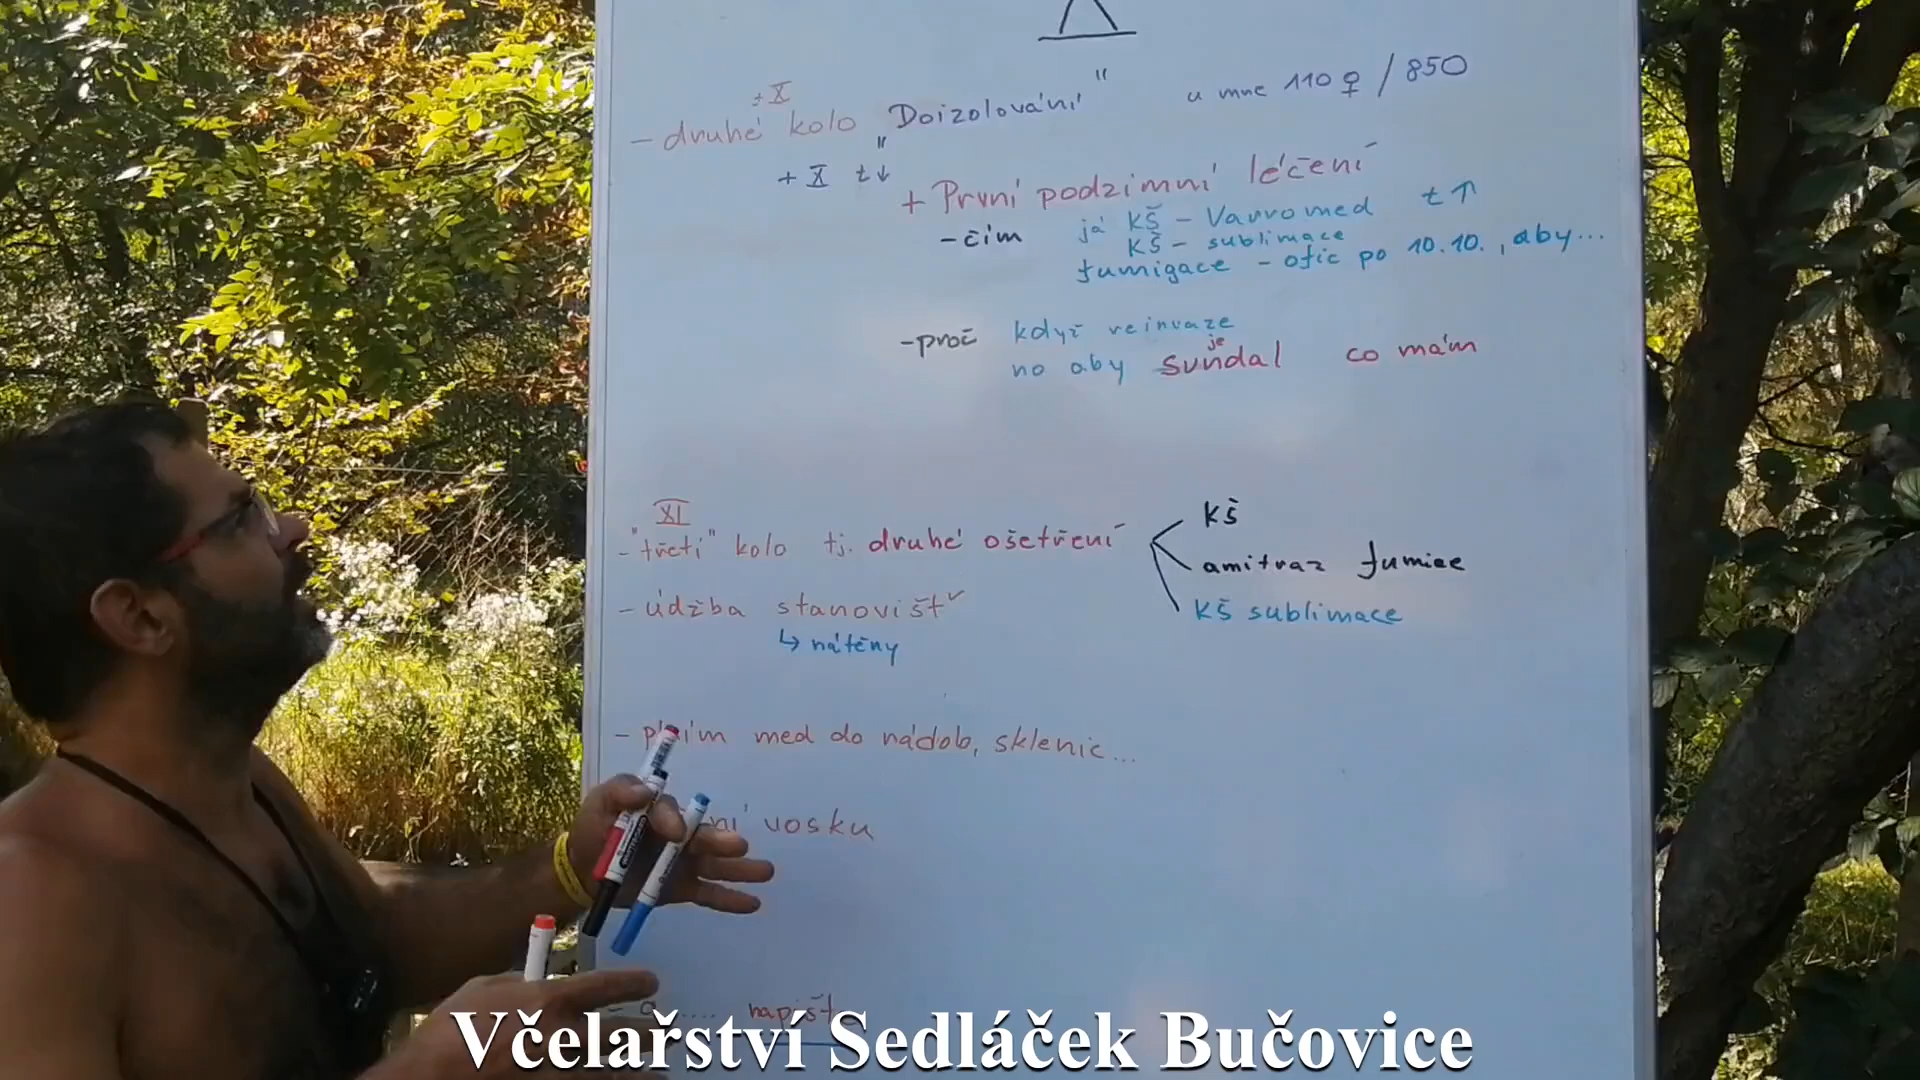 ± X
- druhé kolo „Doizolování" u mne 110 ♀ / 850
+ X t↓
+ První podzimní léčení
- čím já KŠ - Varromed t↑
KŠ - sublimace
fumigace - ofic po 10.10., aby...
- proč když reinvaze
no aby je sundal co mám
XI
- "třetí" kolo tj. druhé ošetření
KŠ
amitraz fumiee
KŠ sublimace
- údžba stanovišť
↳ nátěny
- med do nádob, sklenic...
vosku
Včelařství Sedláček Bučovice